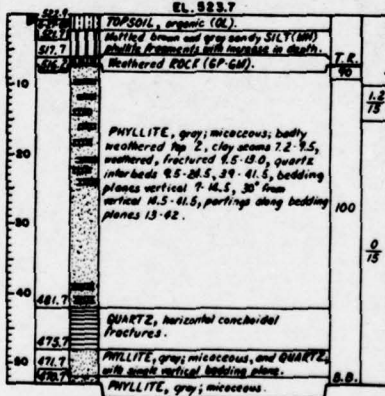 EL. 523.7
TOPSOIL, organic (OL).
Mottled brown and gray sandy SILT (MH)
517.7
phyllite fragments with increase in depth.
Weathered ROCK (GP-GM)
T.R.
90
10
1.2
15
PHYLLITE, gray; micaceous; badly
weathered top 2', clay seams 7.2-9.5,
weathered, fractured 9.5-13.0, quartz
interbeds 9.5-24.5, 39-41.5, bedding
planes vertical 9-14.5, 30° from
vertical 14.5-41.5, partings along bedding
planes 13-42.
20
100
30
0
15
40
481.7
QUARTZ, horizontal conchoidal
fractures.
475.7
PHYLLITE, gray; micaceous, and QUARTZ,
with single vertical bedding plane.
471.7
50
B.D.
PHYLLITE, gray; micaceous.